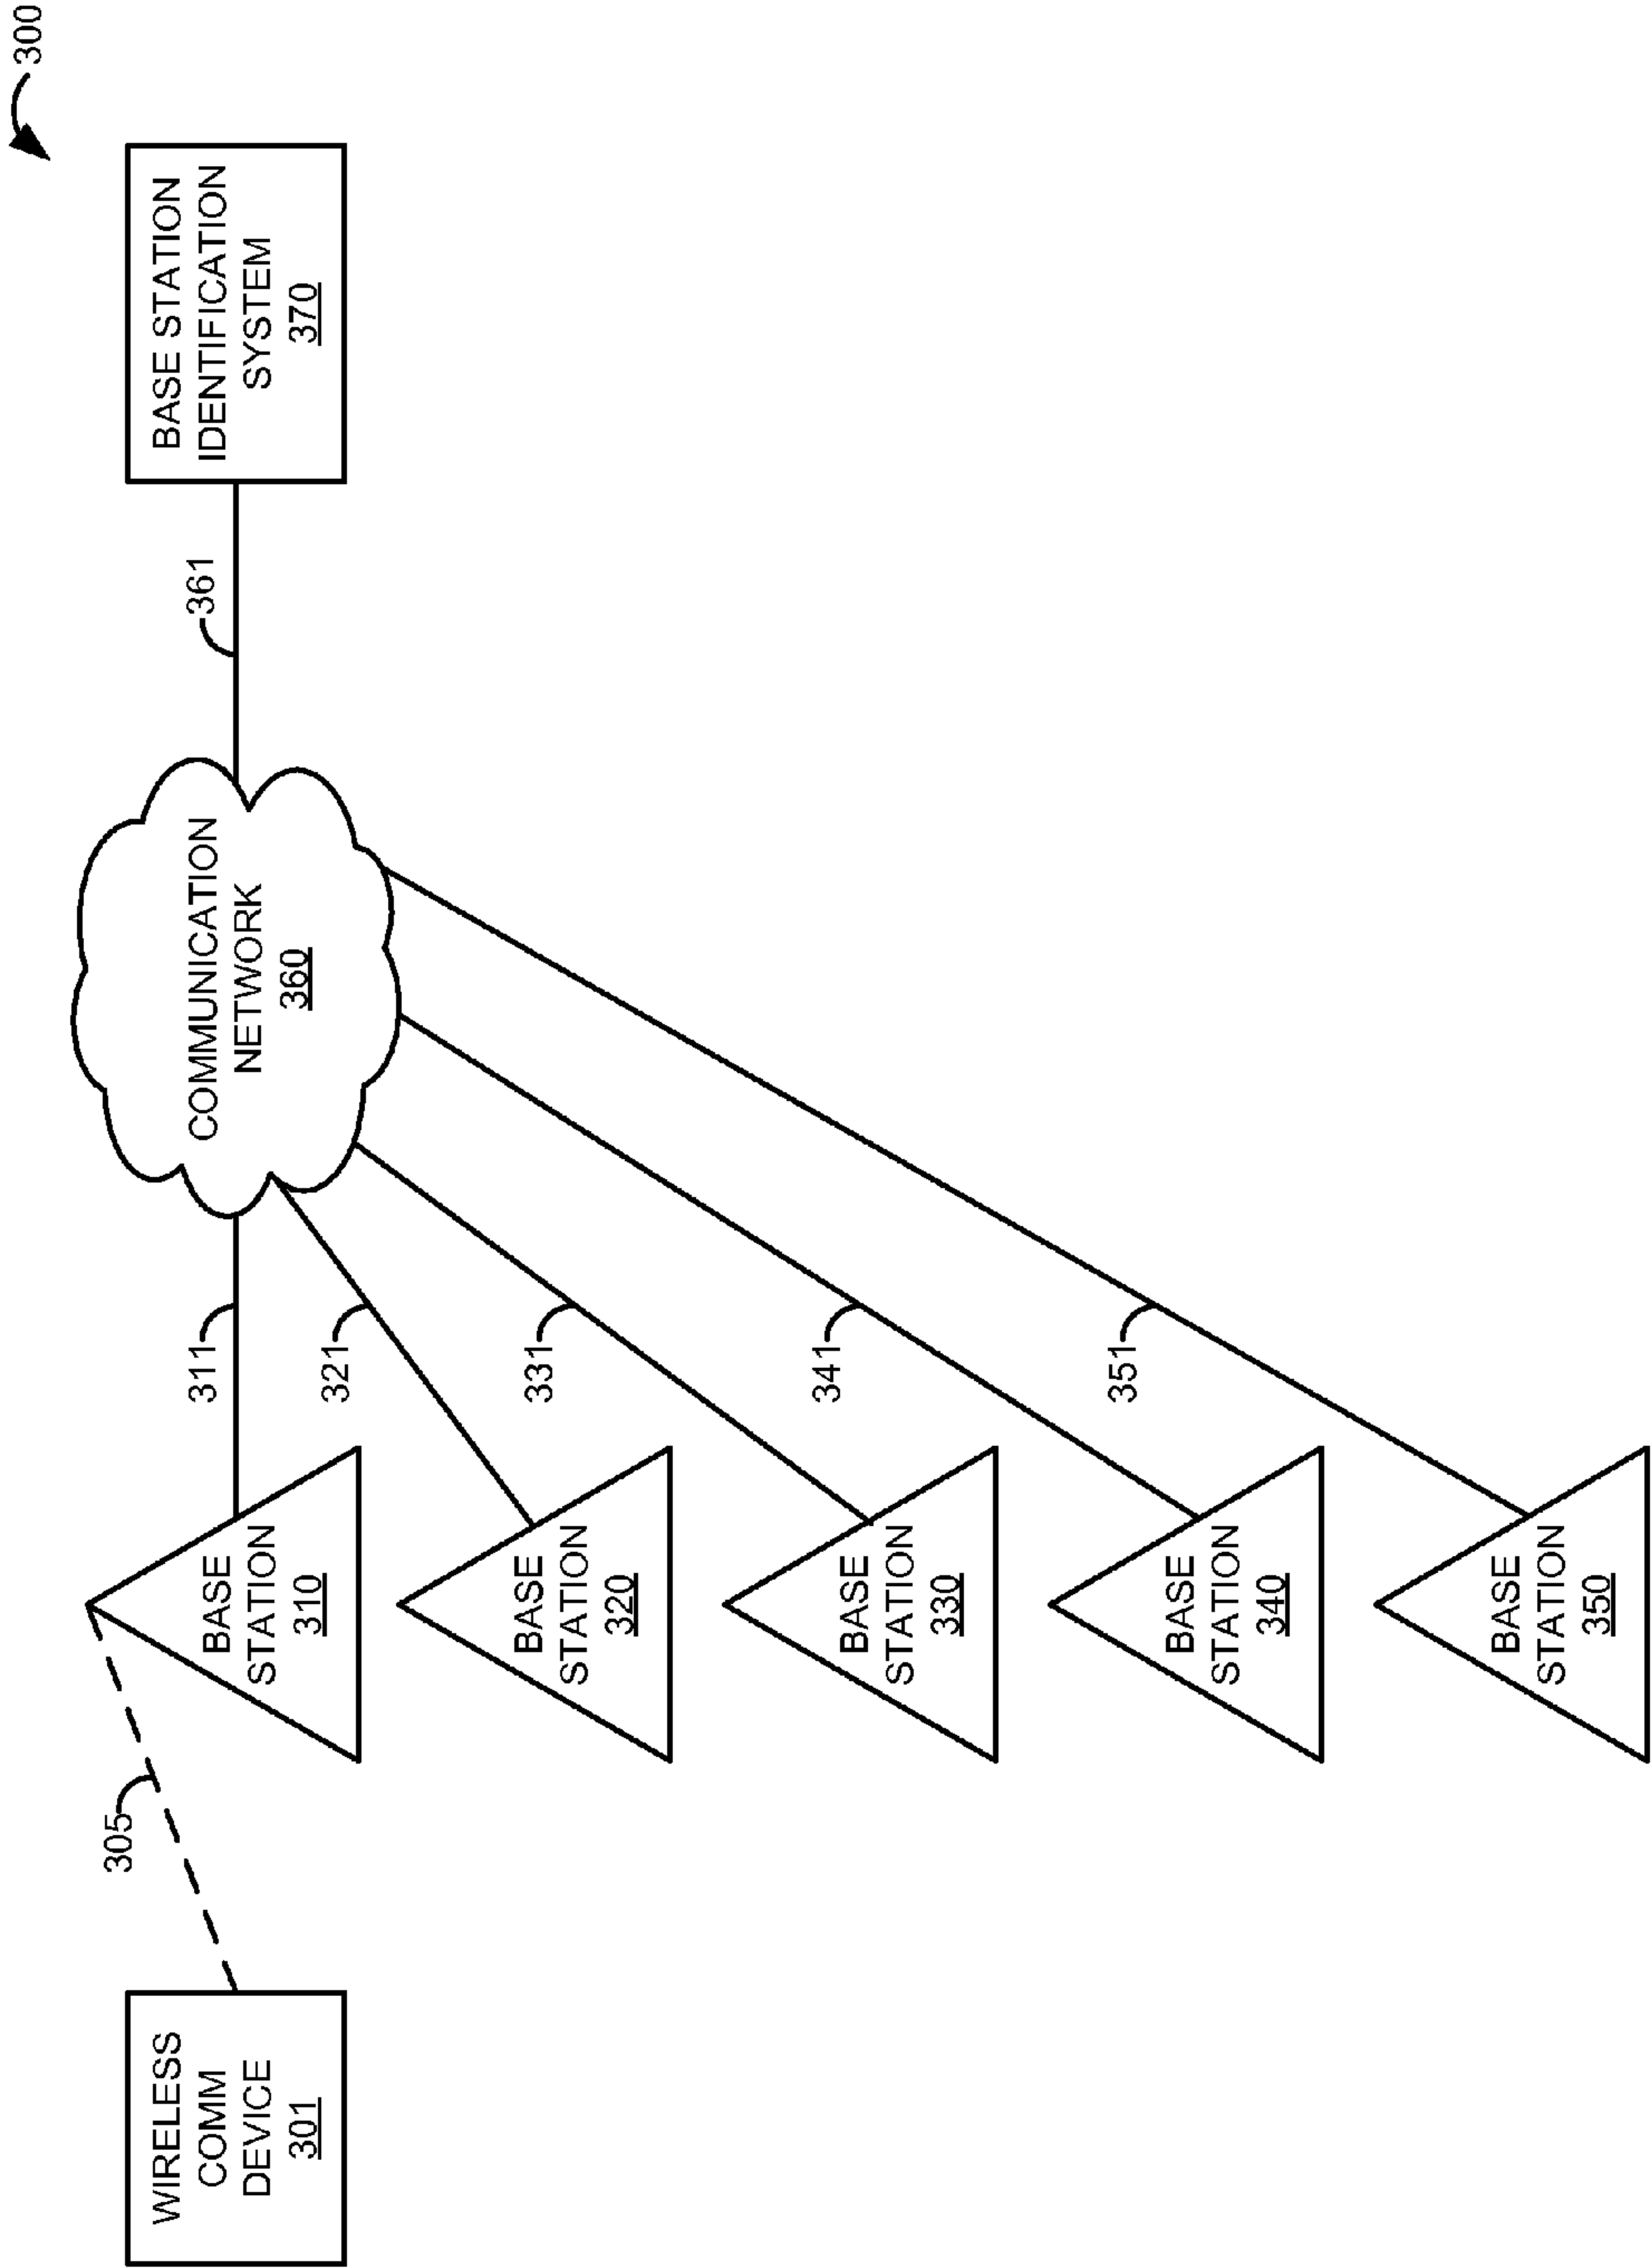 300
WIRELESS
COMM
DEVICE
301
305
BASE
STATION
310
311
COMMUNICATION
NETWORK
360
361
BASE STATION
IDENTIFICATION
SYSTEM
370
321
BASE
STATION
320
331
BASE
STATION
330
341
BASE
STATION
340
351
BASE
STATION
350